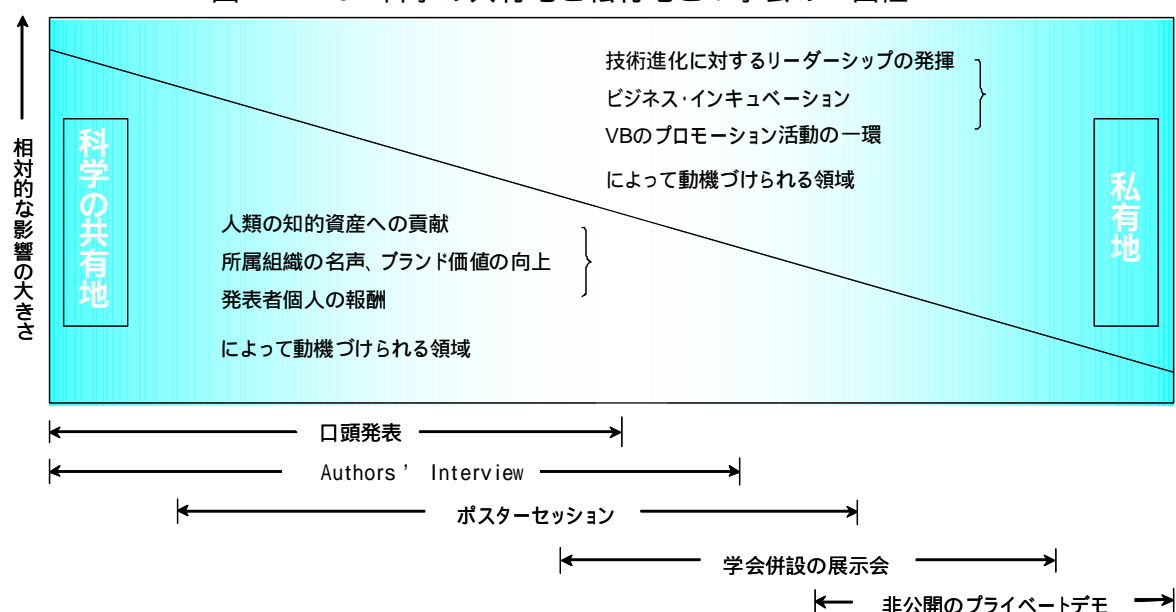 技術進化に対するリーダーシップの発揮
ビジネス・インキュベーション
VBのプロモーション活動の一環
によって動機づけられる領域
相対的な影響の大きさ
科学の共有地
私有地
人類の知的資産への貢献
所属組織の名声、ブランド価値の向上
発表者個人の報酬
によって動機づけられる領域
口頭発表
Authors ’ Interview
ポスターセッション
学会併設の展示会
非公開のプライベートデモ